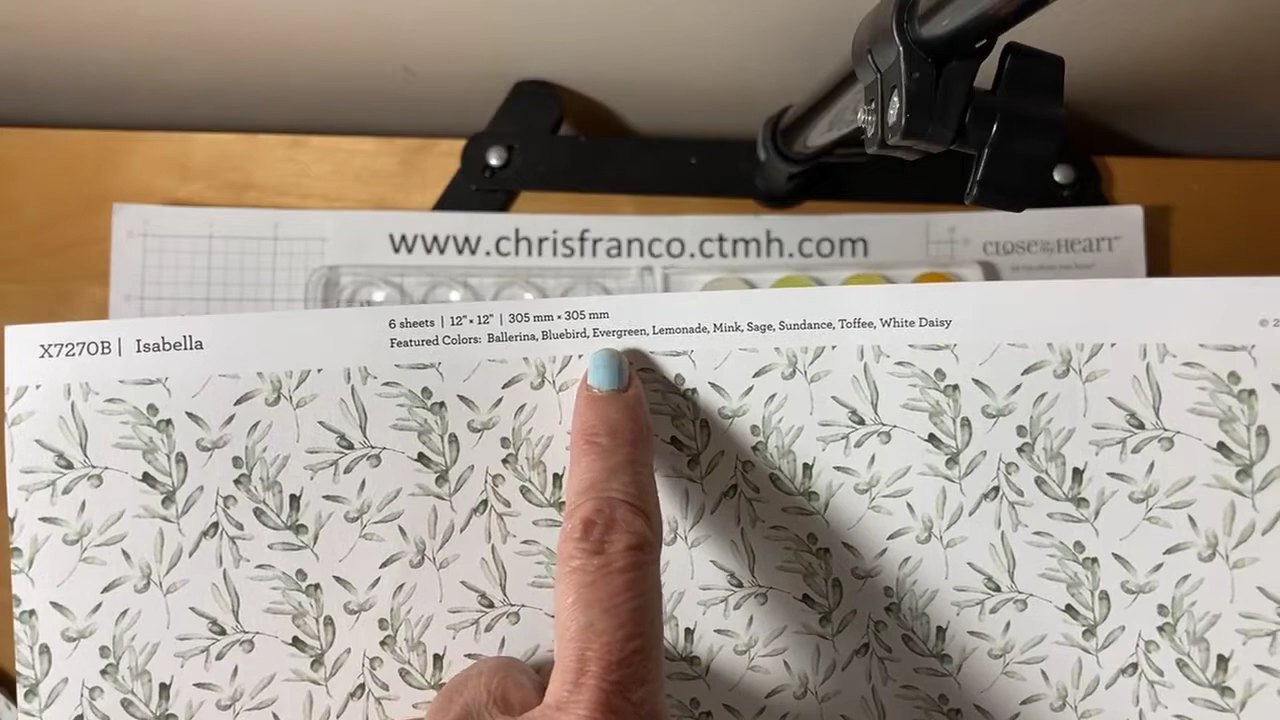 www.chrisfranco.ctmh.com
CLOSE TO MY HEART
X7270B | Isabella
6 sheets | 12" × 12" | 305 mm × 305 mm
Featured Colors: Ballerina, Bluebird, Evergreen, Lemonade, Mink, Sage, Sundance, Toffee, White Daisy
© 2